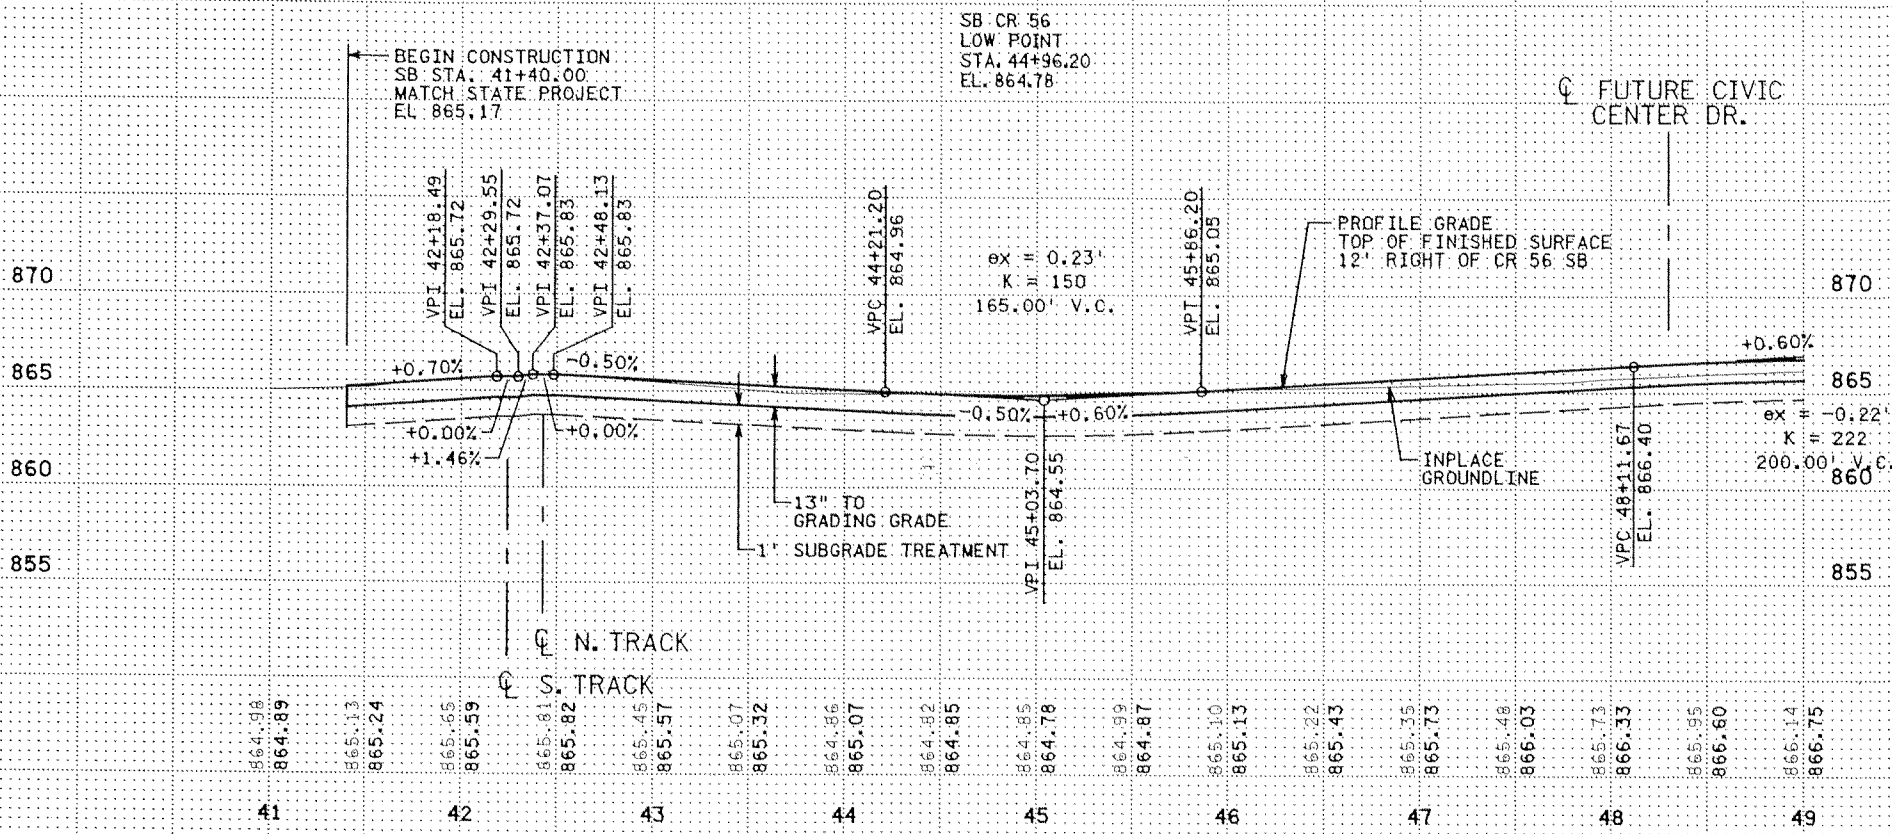 SB CR 56
LOW POINT
STA. 44+96.20
EL. 864.78
BEGIN CONSTRUCTION
SB STA. 41+40.00
MATCH STATE PROJECT
EL 865.17
℄ FUTURE CIVIC
CENTER DR.
VPI 42+18.49
EL. 865.72
VPI 42+29.55
EL. 865.72
VPI 42+37.07
EL. 865.83
VPI 42+48.13
EL. 865.83
VPC 44+21.20
EL. 864.96
ex = 0.23'
K = 150
165.00' V.C.
VPT 45+86.20
EL. 865.05
PROFILE GRADE
TOP OF FINISHED SURFACE
12' RIGHT OF CR 56 SB
870
870
+0.70%
-0.50%
+0.60%
865
865
+0.00%
+1.46%
+0.00%
-0.50%
+0.60%
ex = -0.22'
K = 222
200.00' V.C.
860
860
INPLACE
GROUNDLINE
13" TO
GRADING GRADE
1' SUBGRADE TREATMENT
VPI 45+03.70
EL. 864.55
VPC 48+11.67
EL. 866.40
855
855
℄ N. TRACK
℄ S. TRACK
864.98
864.89
865.13
865.24
865.65
865.59
865.81
865.82
865.45
865.57
865.07
865.32
864.86
865.07
864.82
864.85
864.85
864.78
864.99
864.87
865.10
865.13
865.22
865.43
865.35
865.73
865.48
866.03
865.73
866.33
865.95
866.60
866.14
866.75
41
42
43
44
45
46
47
48
49